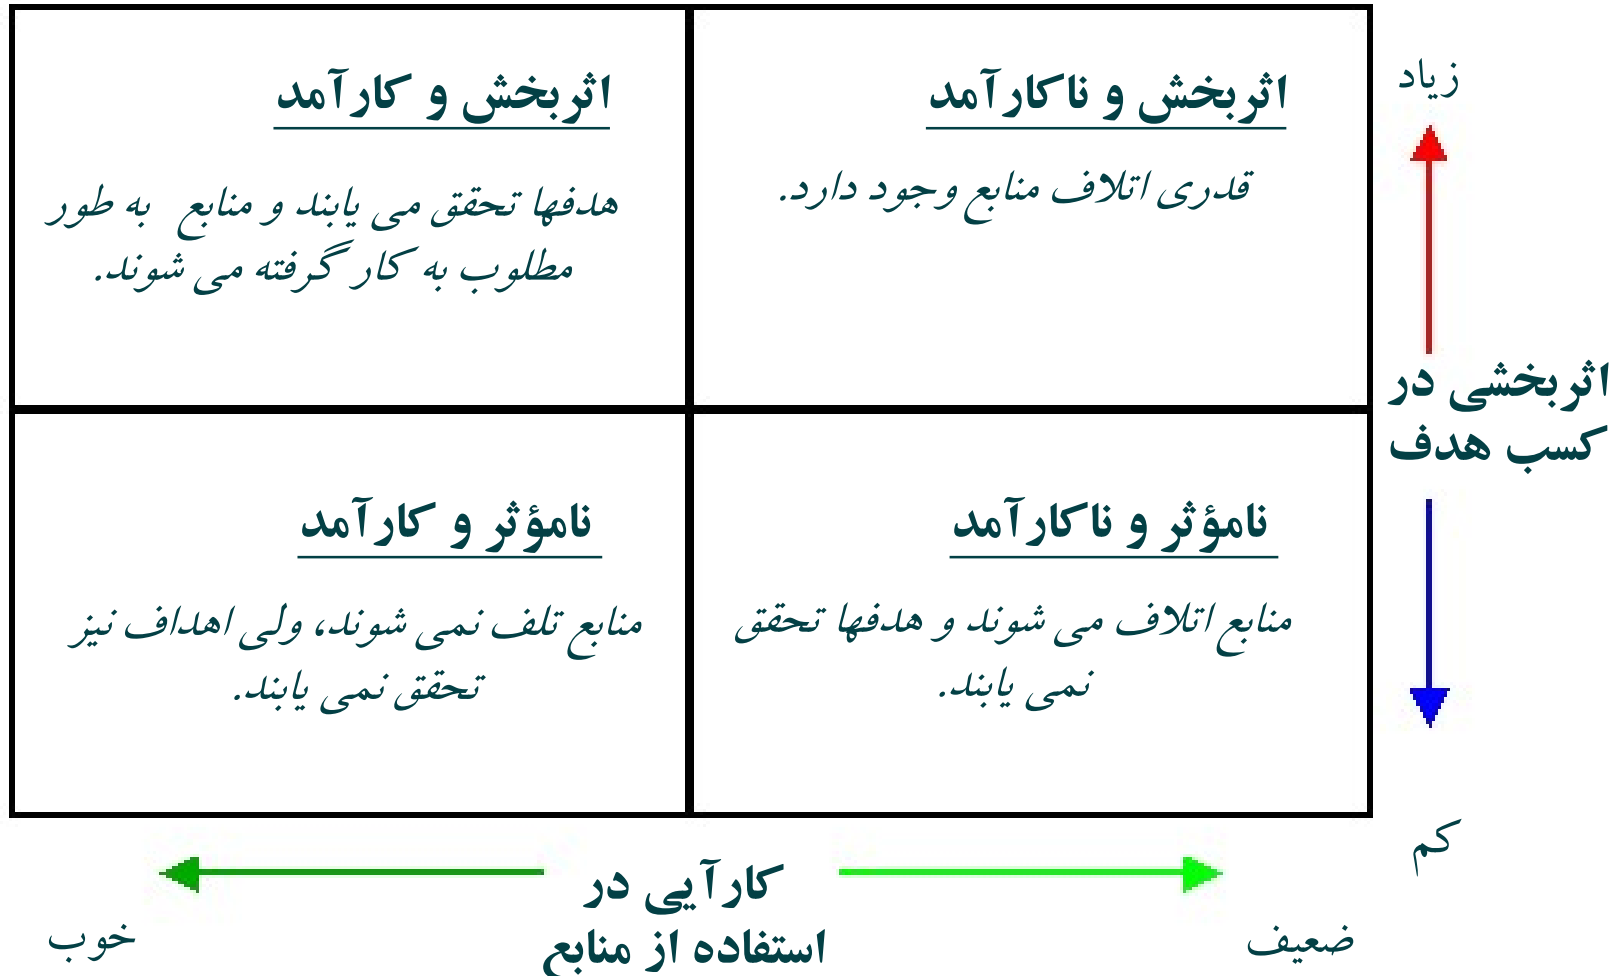 اثربخش و ناکارآمد
قدری اتلاف منابع وجود دارد.
اثربخش و کارآمد
هدفها تحقق می یابند و منابع به طور
مطلوب به کار گرفته می شوند.
زیاد
اثربخشی در
کسب هدف
کم
نامؤثر و ناکارآمد
منابع اتلاف می شوند و هدفها تحقق
نمی یابند.
نامؤثر و کارآمد
منابع تلف نمی شوند، ولی اهداف نیز
تحقق نمی یابند.
ضعیف
کارآیی در
استفاده از منابع
خوب